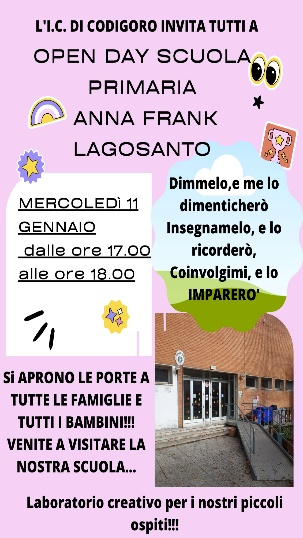 L'I.C. DI CODIGORO INVITA TUTTI A
OPEN DAY SCUOLA
PRIMARIA
ANNA FRANK
LAGOSANTO
MERCOLEDì 11
GENNAIO
dalle ore 17.00
alle ore 18.00
Dimmelo,e me lo
dimenticherò
Insegnamelo, e lo
ricorderò,
Coinvolgimi, e lo
IMPARERO'
Si APRONO LE PORTE A
TUTTE LE FAMIGLIE E
TUTTI I BAMBINI!!!
VENITE A VISITARE LA
NOSTRA SCUOLA...
Laboratorio creativo per i nostri piccoli
ospiti!!!